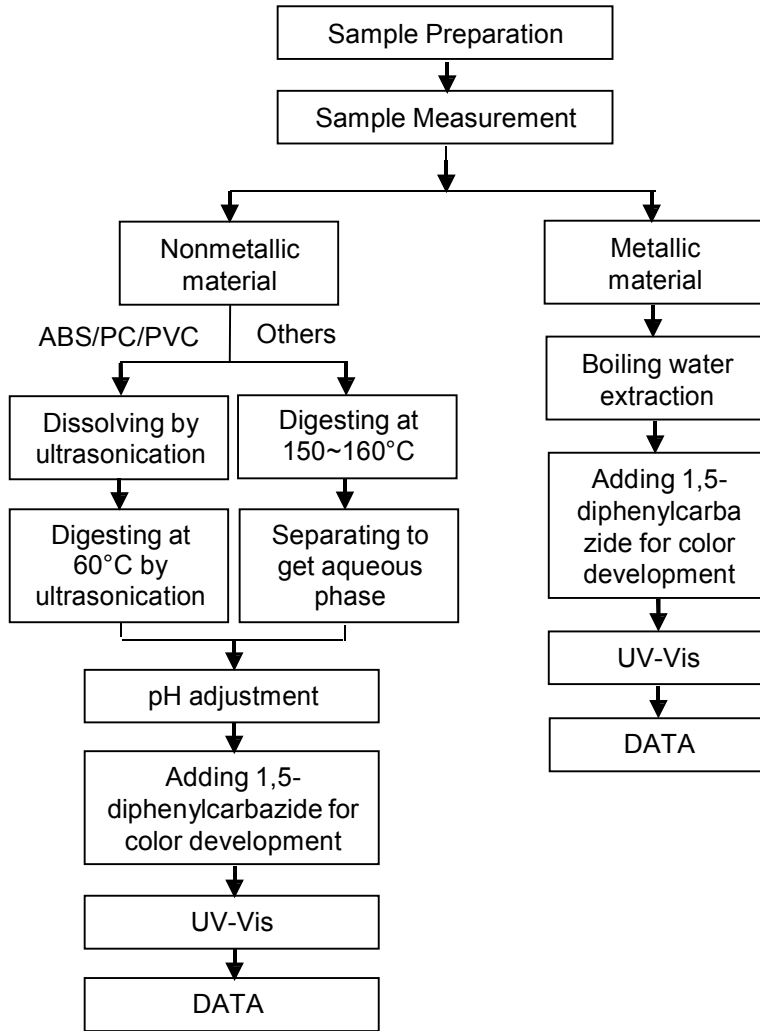 Sample Preparation
Sample Measurement
Nonmetallic
material
ABS/PC/PVC
Others
Dissolving by
ultrasonication
Digesting at
60°C by
ultrasonication
Digesting at
150~160°C
Separating to
get aqueous
phase
pH adjustment
Adding 1,5-
diphenylcarbazide for
color development
UV-Vis
DATA
Metallic
material
Boiling water
extraction
Adding 1,5-
diphenylcarba
zide for color
development
UV-Vis
DATA